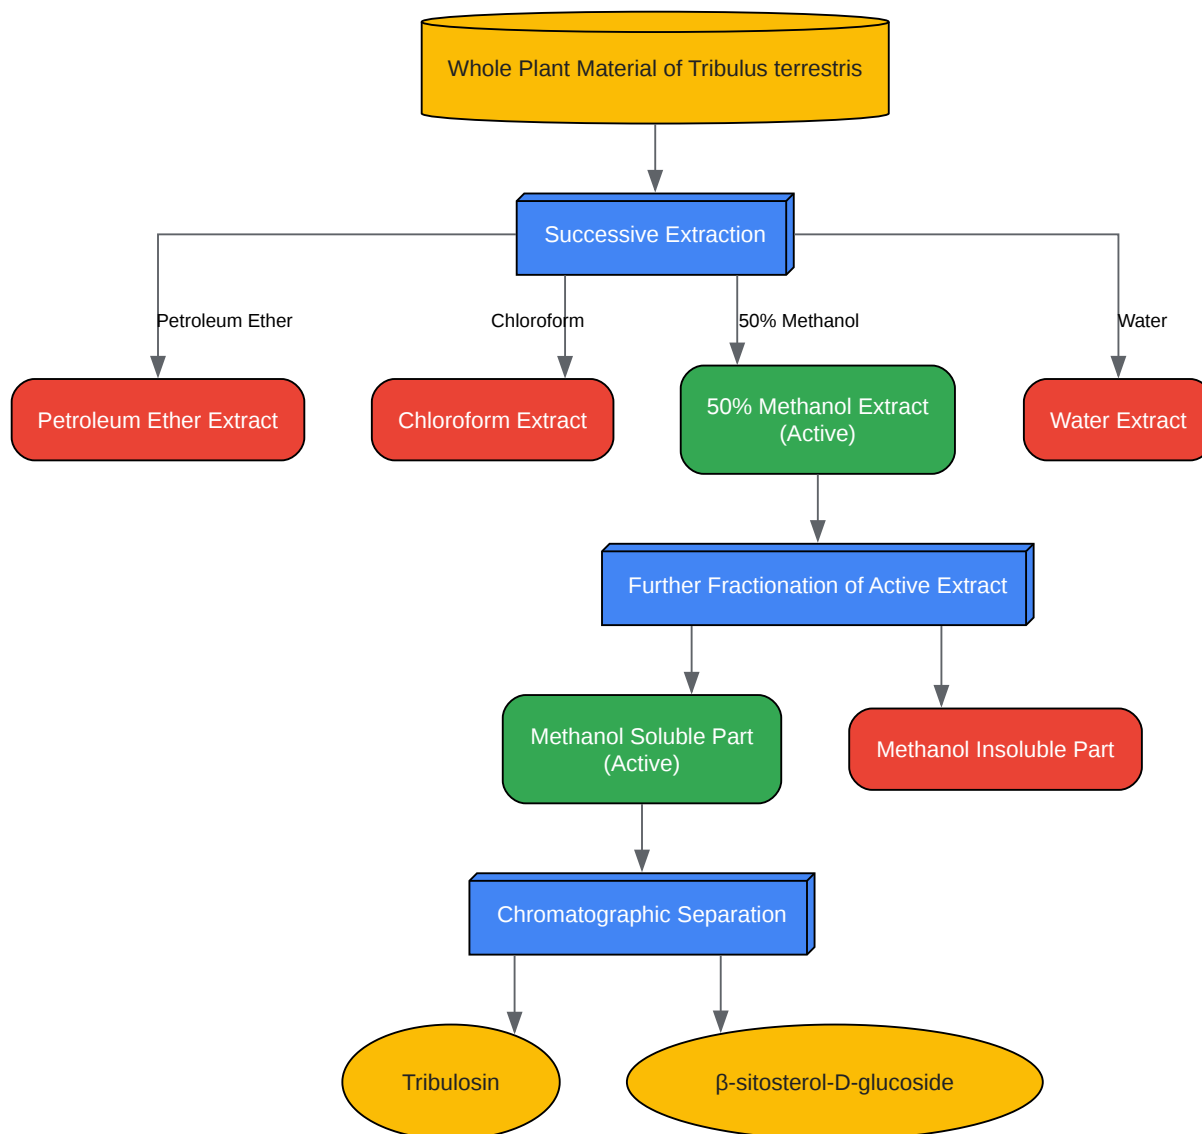 Whole Plant Material of Tribulus terrestris
Successive Extraction
Petroleum Ether
Chloroform
50% Methanol
Water
Petroleum Ether Extract
Chloroform Extract
50% Methanol Extract
(Active)
Water Extract
Further Fractionation of Active Extract
Methanol Soluble Part
(Active)
Methanol Insoluble Part
Chromatographic Separation
Tribulosin
β-sitosterol-D-glucoside